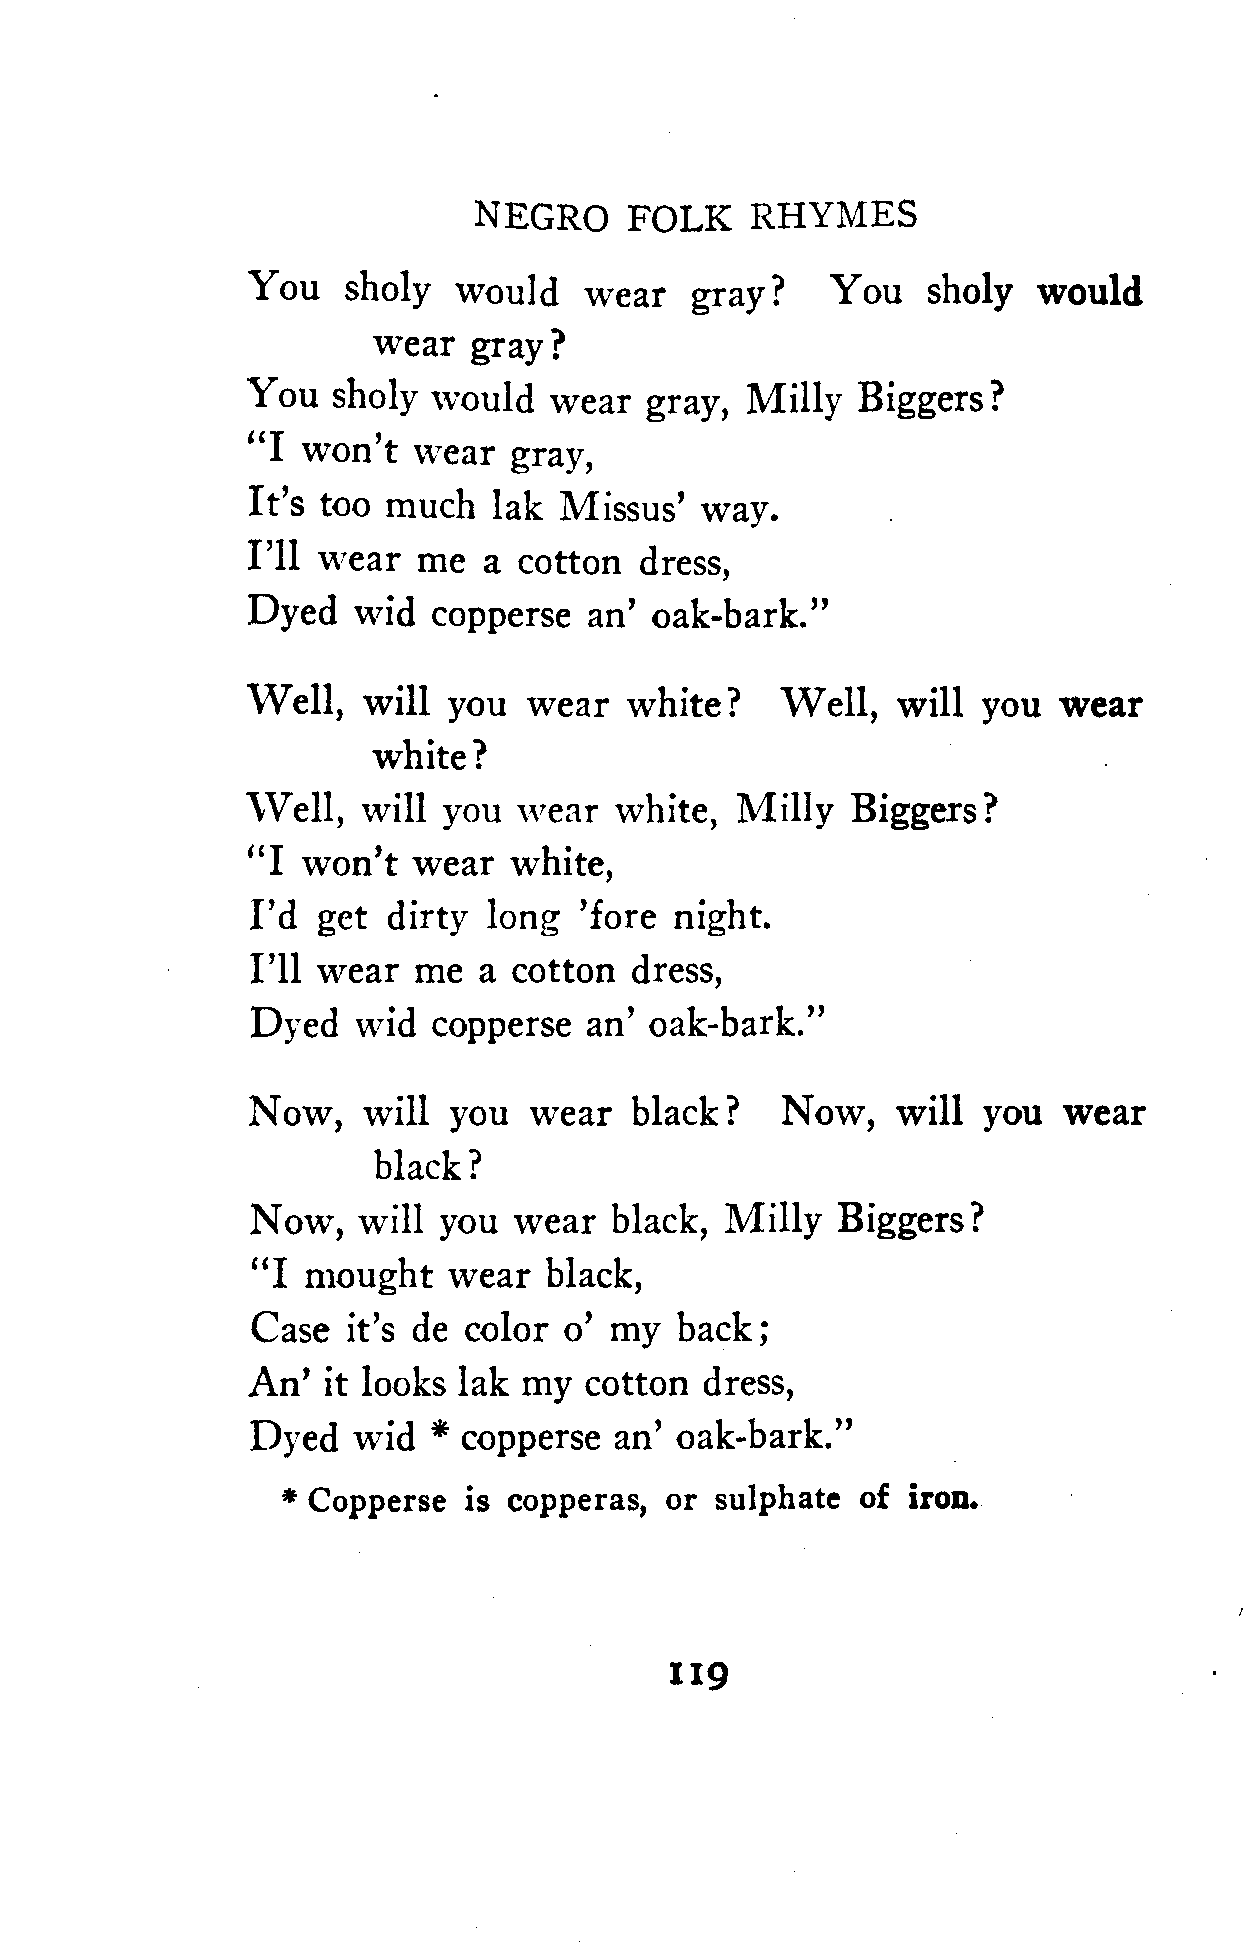 NEGRO FOLK RHYMES
You sholy would wear gray? You sholy would
wear gray?
You sholy would wear gray, Milly Biggers?
"I won't wear gray,
It's too much lak Missus' way.
I'll wear me a cotton dress,
Dyed wid copperse an' oak-bark."
Well, will you wear white? Well, will you wear
white?
Well, will you wear white, Milly Biggers?
"I won't wear white,
I'd get dirty long 'fore night.
I'll wear me a cotton dress,
Dyed wid copperse an' oak-bark."
Now, will you wear black? Now, will you wear
black?
Now, will you wear black, Milly Biggers?
"I mought wear black,
Case it's de color o' my back;
An' it looks lak my cotton dress,
Dyed wid * copperse an' oak-bark."
* Copperse is copperas, or sulphate of iron.
119